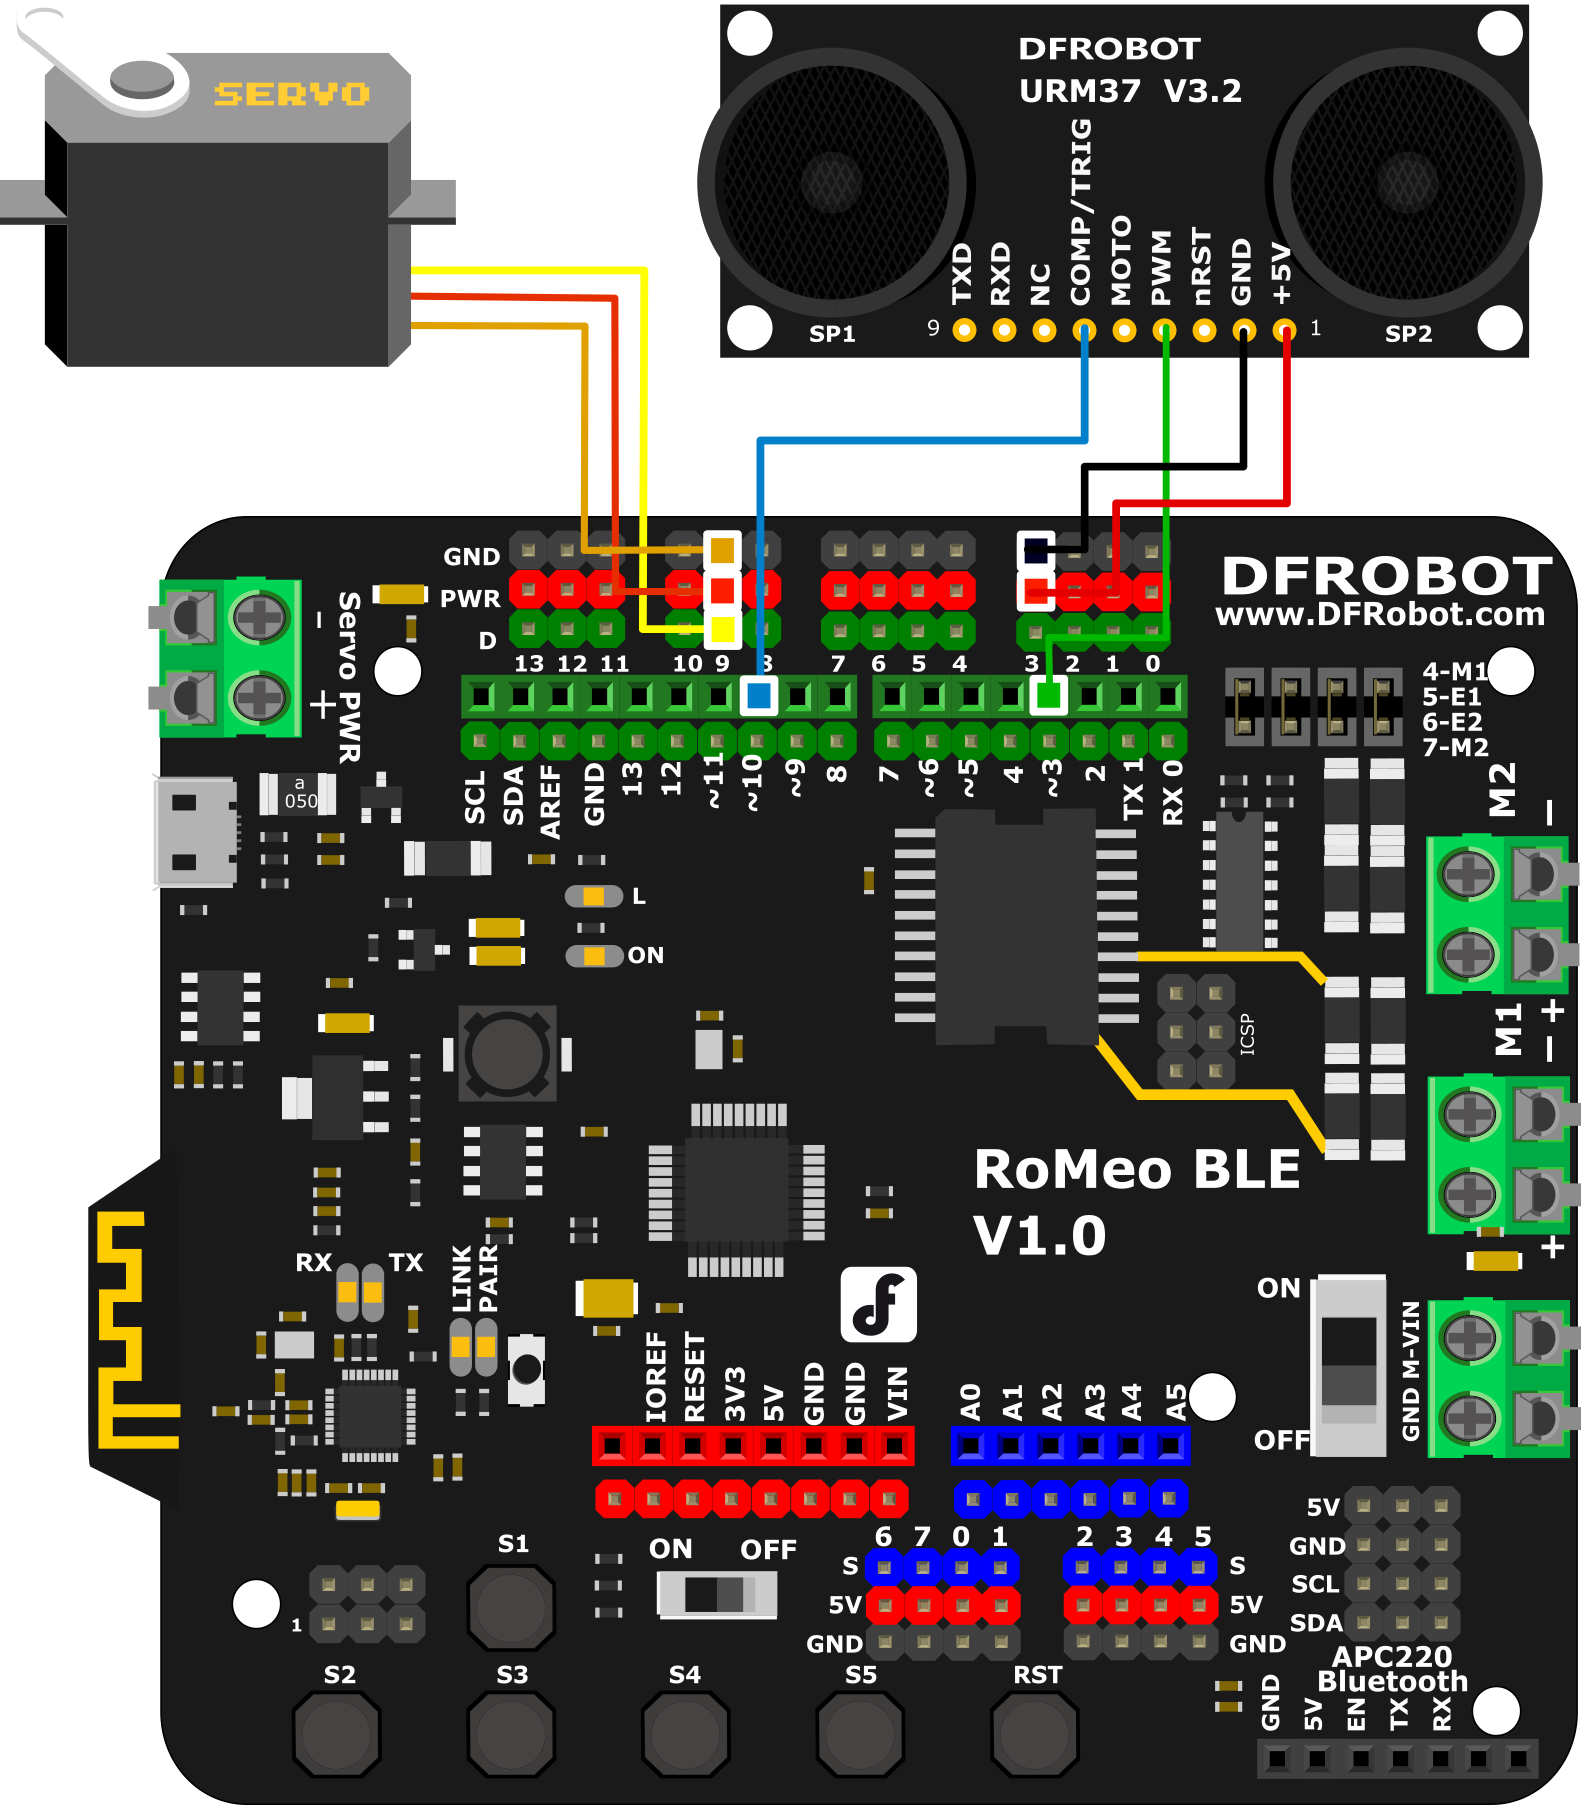 SERVO
DFROBOT
URM37 V3.2
TXD
RXD
NC
COMP/TRIG
MOTO
PWM
nRST
GND
+5V
9
1
SP1
SP2
GND
PWR
D
13 12 11 10 9 8 7 6 5 4 3 2 1 0
DFROBOT
www.DFRobot.com
Servo PWR
−
+
4-M1
5-E1
6-E2
7-M2
SCL
SDA
AREF
GND
13
12
~11
~10
~9
8
7
~6
~5
4
~3
2
TX 1
RX 0
a
050
L
ON
M2
−
+
M1
−
+
ICSP
RoMeo BLE
V1.0
RX
TX
LINK
PAIR
ON
OFF
GND M-VIN
IOREF
RESET
3V3
5V
GND
GND
VIN
A0
A1
A2
A3
A4
A5
6 7 0 1 2 3 4 5
S
S
5V
5V
GND
GND
ON OFF
1
S1
S2
S3
S4
S5
RST
5V
GND
SCL
SDA
APC220
Bluetooth
GND
5V
EN
TX
RX